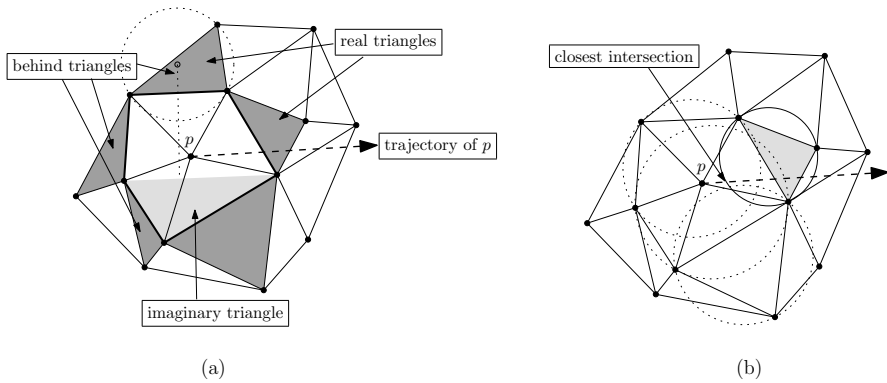 real triangles
behind triangles
closest intersection
p
trajectory of p
p
imaginary triangle
(a)
(b)